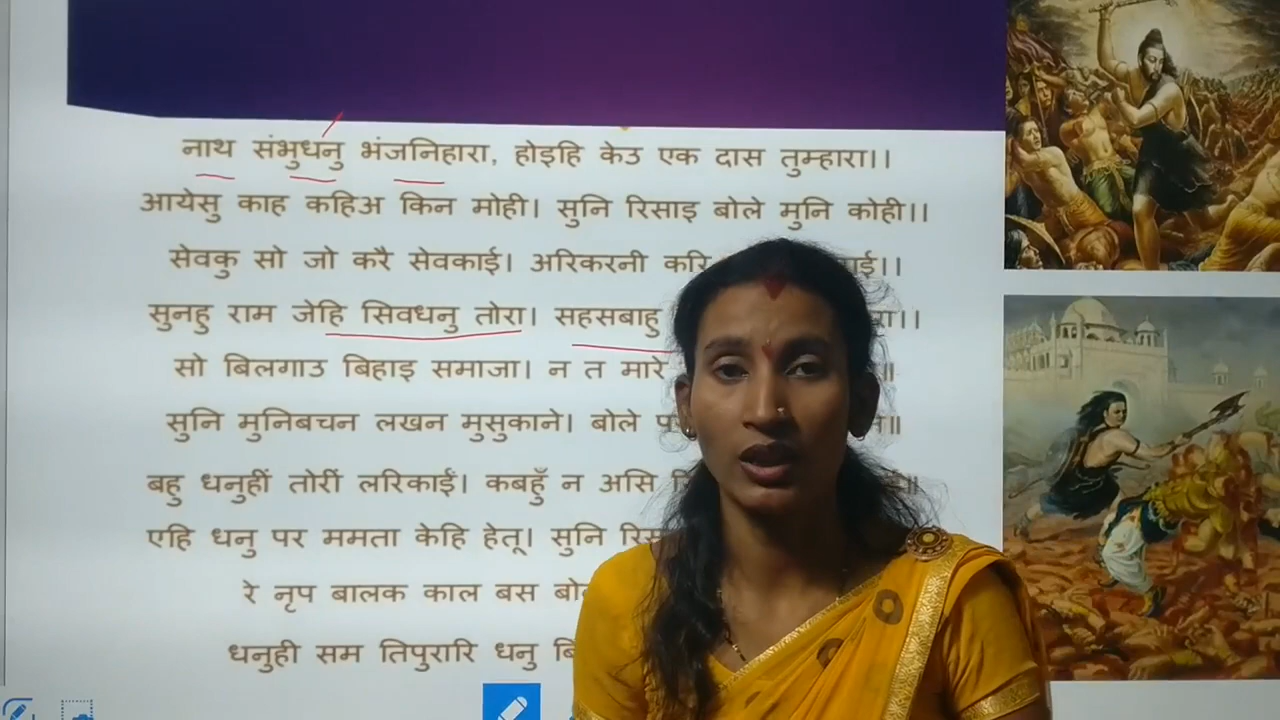 नाथ संभुधनु भंजनिहारा, होइहि केउ एक दास तुम्हारा।।
आयेसु काह कहिअ किन मोही। सुनि रिसाइ बोले मुनि कोही।।
सेवकु सो जो करै सेवकाई। अरिकरनी करि
सुनहु राम जेहि सिवधनु तोरा। सहसबाहु
सो बिलगाउ बिहाइ समाजा। न त मारे
सुनि मुनिबचन लखन मुसुकाने। बोले
बहु धनुहीं तोरीं लरिकाईं। कबहुँ न असि
एहि धनु पर ममता केहि हेतू। सुनि
रे नृप बालक काल बस
धनुही सम तिपुरारि धनु